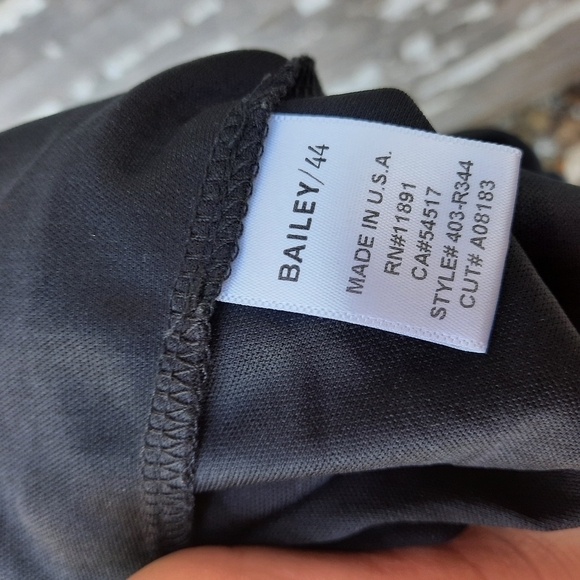 BAILEY/44
MADE IN U.S.A.
RN#11891
CA#54517
STYLE# 403-R344
CUT# A08183